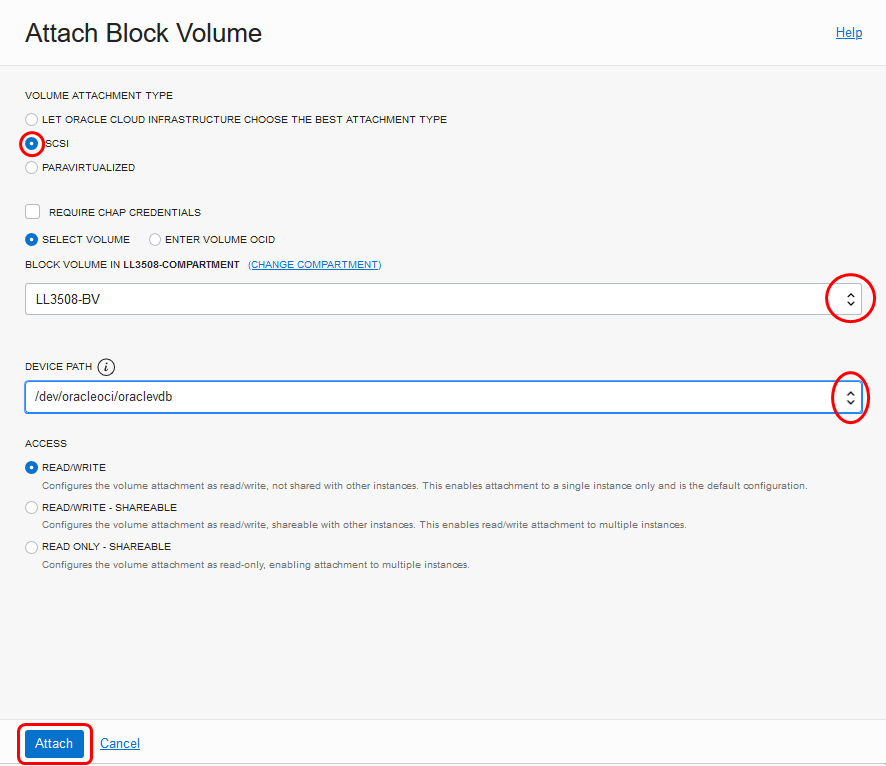 Attach Block Volume
Help
VOLUME ATTACHMENT TYPE
LET ORACLE CLOUD INFRASTRUCTURE CHOOSE THE BEST ATTACHMENT TYPE
SCSI
PARAVIRTUALIZED
REQUIRE CHAP CREDENTIALS
SELECT VOLUME ENTER VOLUME OCID
BLOCK VOLUME IN LL3508-COMPARTMENT (CHANGE COMPARTMENT)
LL3508-BV
DEVICE PATH i
/dev/oracleoci/oraclevdb
ACCESS
READ/WRITE
Configures the volume attachment as read/write, not shared with other instances. This enables attachment to a single instance only and is the default configuration.
READ/WRITE - SHAREABLE
Configures the volume attachment as read/write, shareable with other instances. This enables read/write attachment to multiple instances.
READ ONLY - SHAREABLE
Configures the volume attachment as read-only, enabling attachment to multiple instances.
Attach Cancel